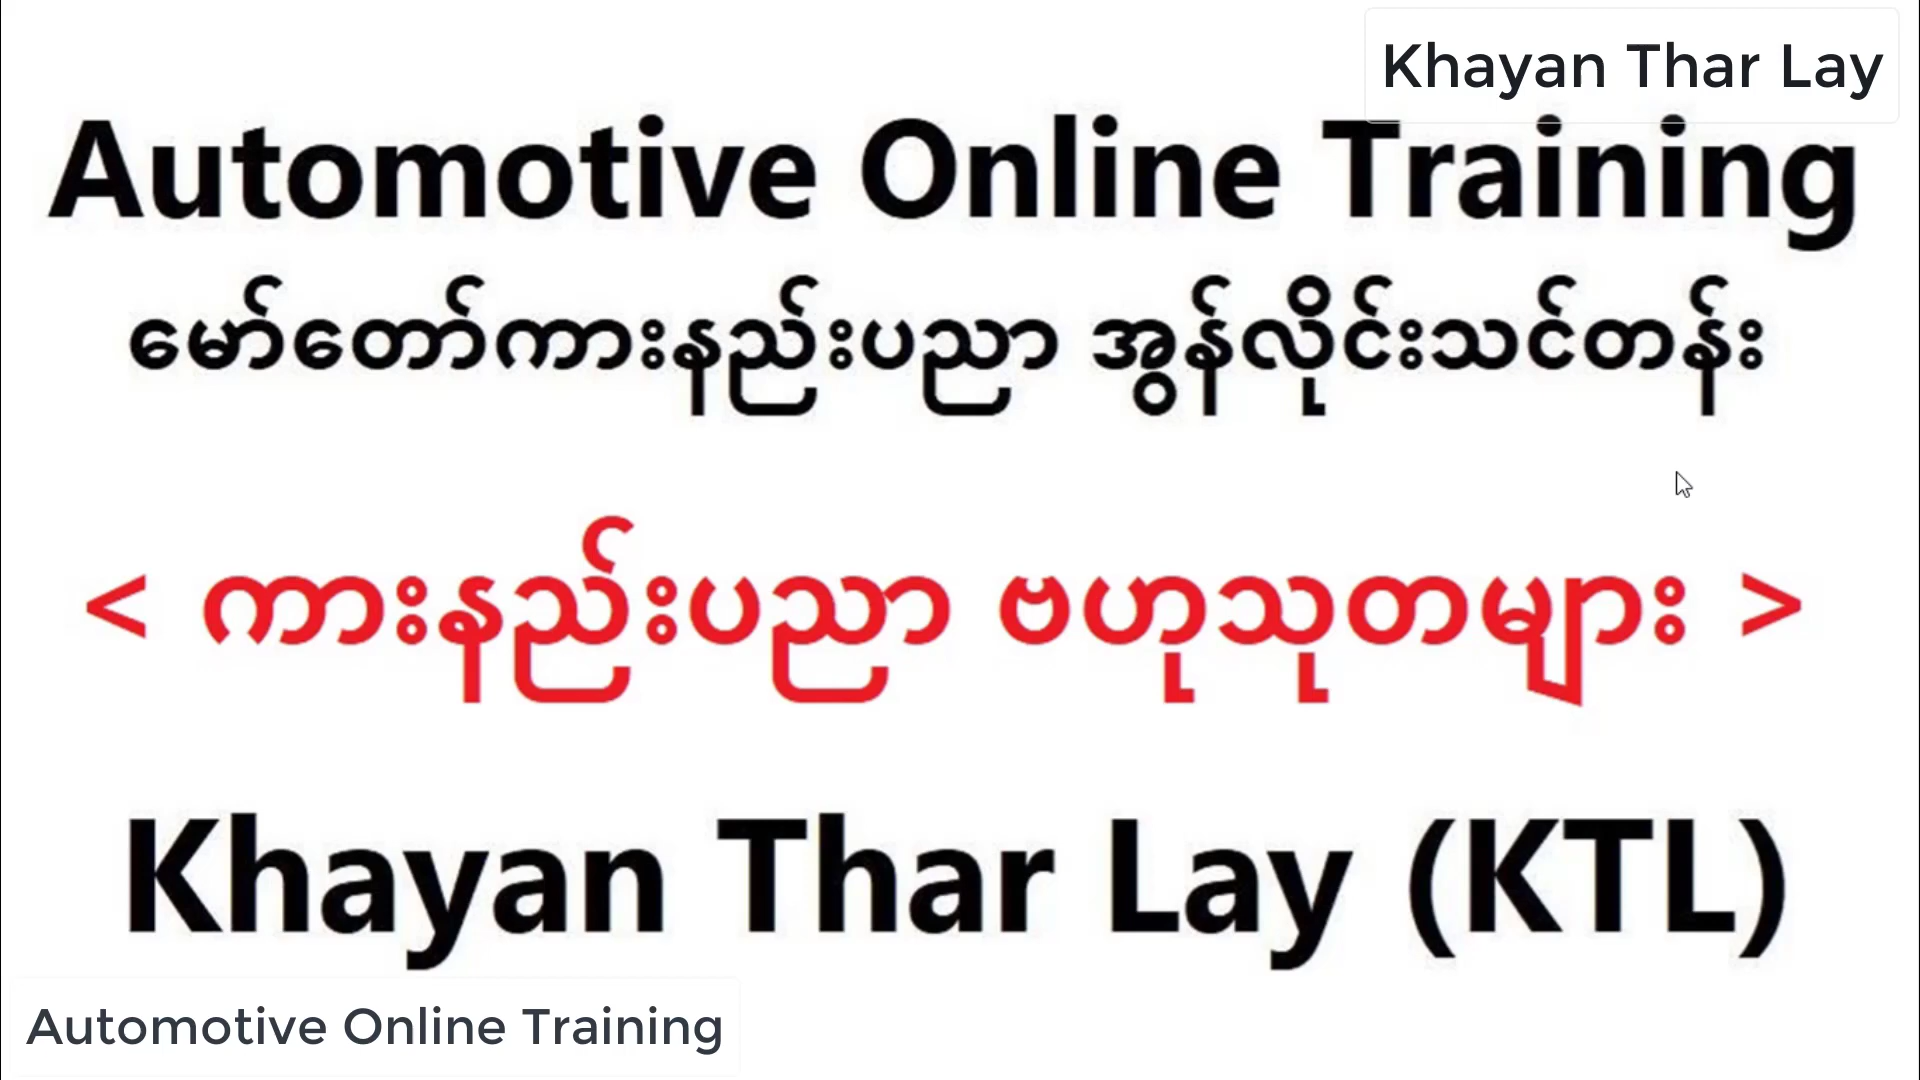 Khayan Thar Lay
Automotive Online Training
မော်တော်ကားနည်းပညာ အွန်လိုင်းသင်တန်း
< ကားနည်းပညာ ဗဟုသုတများ >
Khayan Thar Lay (KTL)
Automotive Online Training